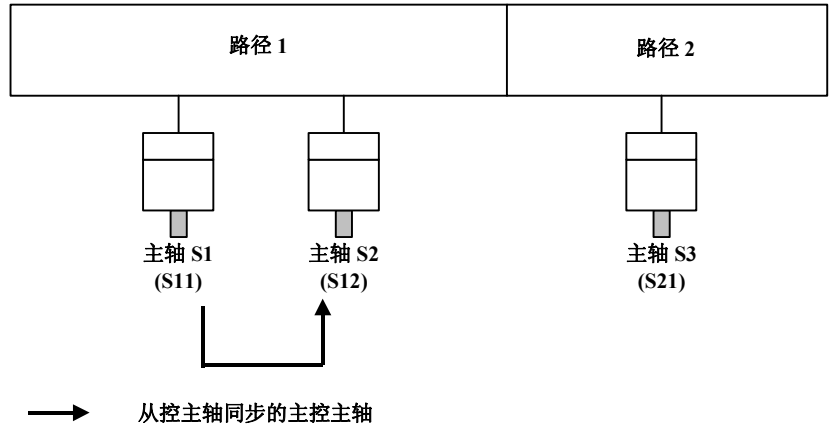 路径 1
路径 2
主轴 S1
(S11)
主轴 S2
(S12)
主轴 S3
(S21)
从控主轴同步的主控主轴